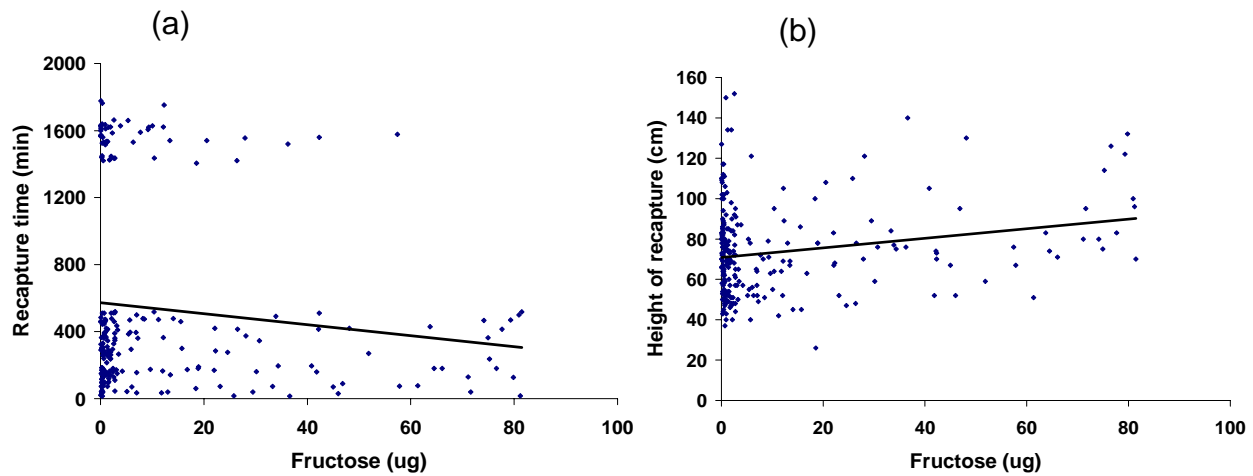 (a)
Recapture time (min)
2000
1600
1200
800
400
0
0 20 40 60 80 100
Fructose (ug)
(b)
Height of recapture (cm)
160
140
120
100
80
60
40
20
0
0 20 40 60 80 100
Fructose (ug)